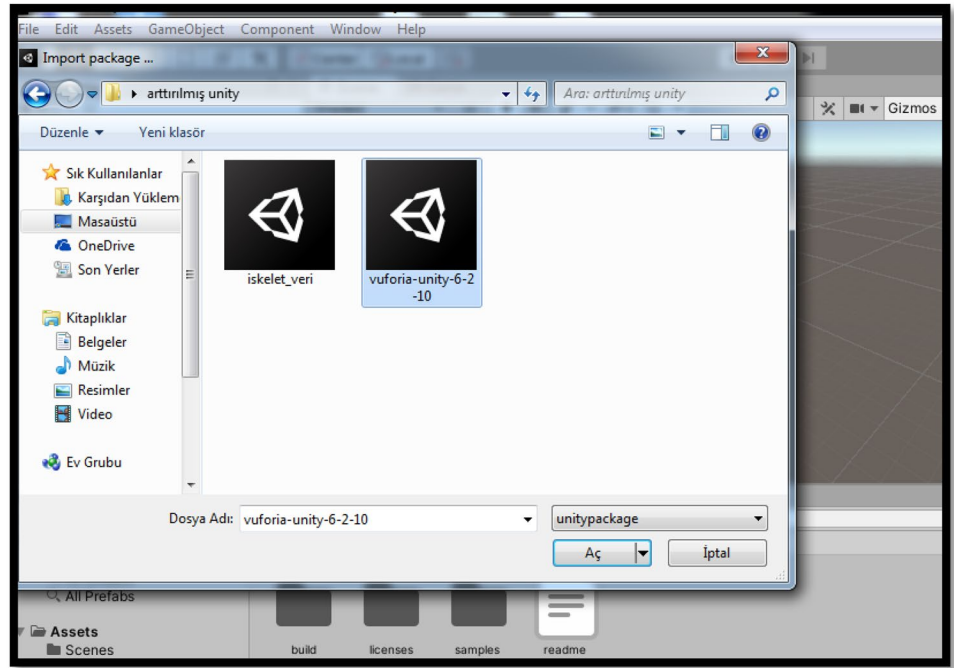 File Edit Assets GameObject Component Window Help
Import package ...
arttırılmış unity
Ara: arttırılmış unity
Gizmos
Düzenle
Yeni klasör
Sık Kullanılanlar
Karşıdan Yüklem
Masaüstü
OneDrive
Son Yerler
Kitaplıklar
Belgeler
Müzik
Resimler
Video
Ev Grubu
iskelet_veri
vuforia-unity-6-2
-10
Dosya Adı: vuforia-unity-6-2-10
unitypackage
Aç
İptal
All Prefabs
Assets
Scenes
build
licenses
samples
readme